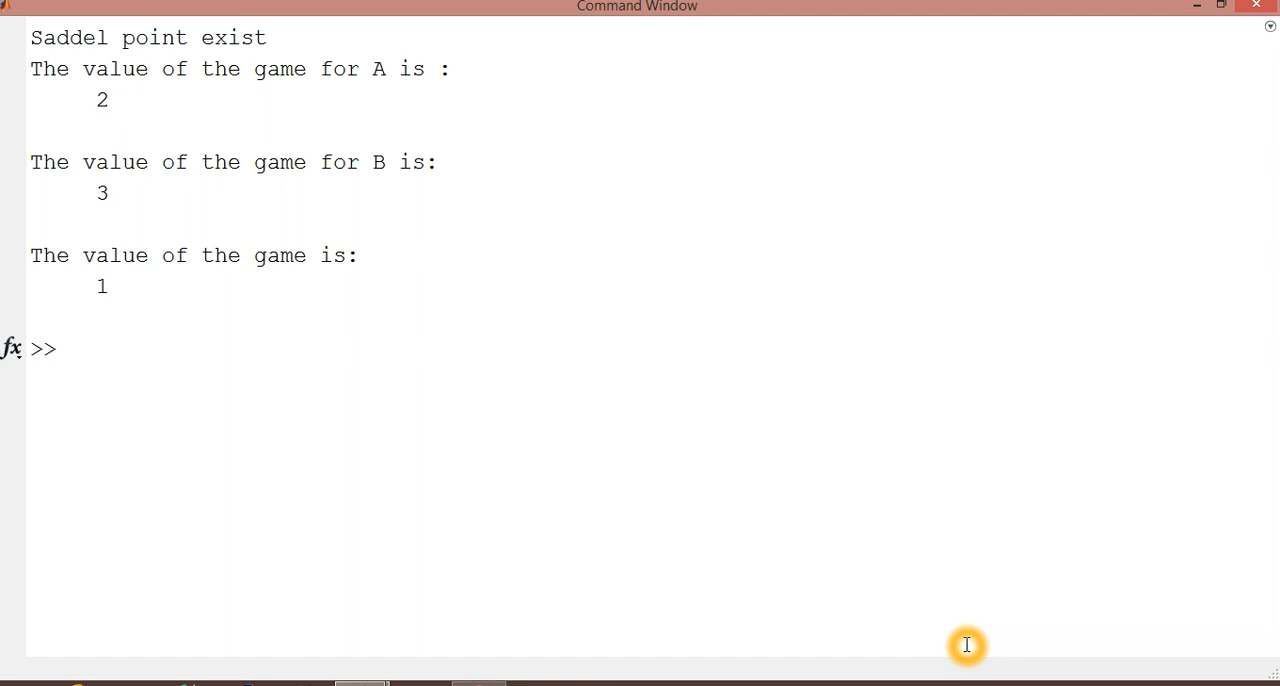 Command Window
Saddel point exist
The value of the game for A is :
2
The value of the game for B is:
3
The value of the game is:
1
fx >>